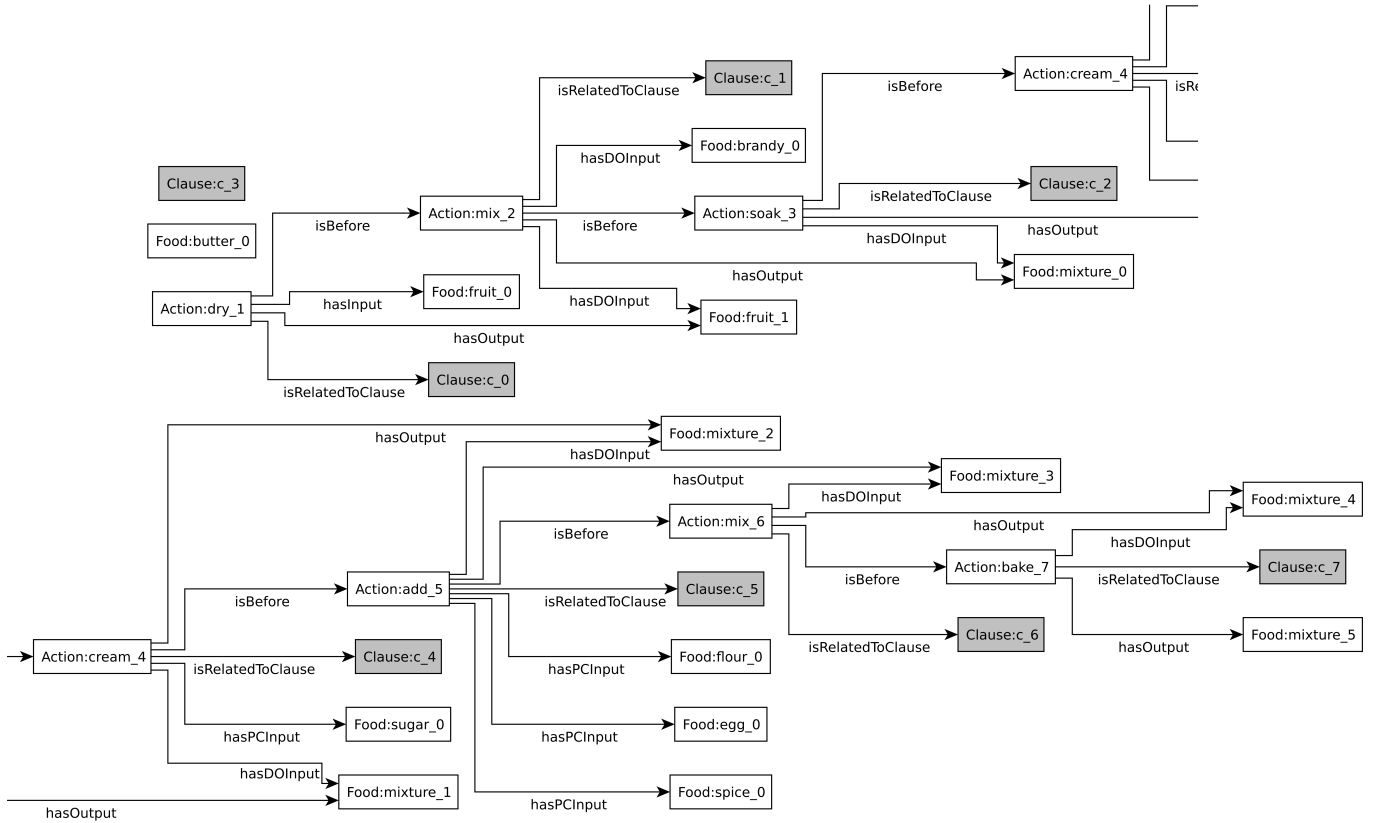 Clause:c_1
isRelatedToClause
Action:cream_4
isBefore
isRe
Food:brandy_0
hasDOInput
Clause:c_3
Clause:c_2
isRelatedToClause
Action:mix_2
Action:soak_3
isBefore
isBefore
hasOutput
Food:butter_0
hasDOInput
Food:mixture_0
hasOutput
Food:fruit_0
hasInput
hasDOInput
Action:dry_1
Food:fruit_1
hasOutput
Clause:c_0
isRelatedToClause
Food:mixture_2
hasOutput
hasDOInput
Food:mixture_3
hasOutput
hasDOInput
Food:mixture_4
Action:mix_6
hasOutput
isBefore
hasDOInput
Action:bake_7
Clause:c_7
isBefore
isRelatedToClause
Action:add_5
Clause:c_5
isBefore
isRelatedToClause
Clause:c_6
Food:mixture_5
isRelatedToClause
hasOutput
Action:cream_4
Clause:c_4
Food:flour_0
isRelatedToClause
hasPCInput
Food:sugar_0
Food:egg_0
hasPCInput
hasPCInput
hasDOInput
Food:mixture_1
Food:spice_0
hasOutput
hasPCInput